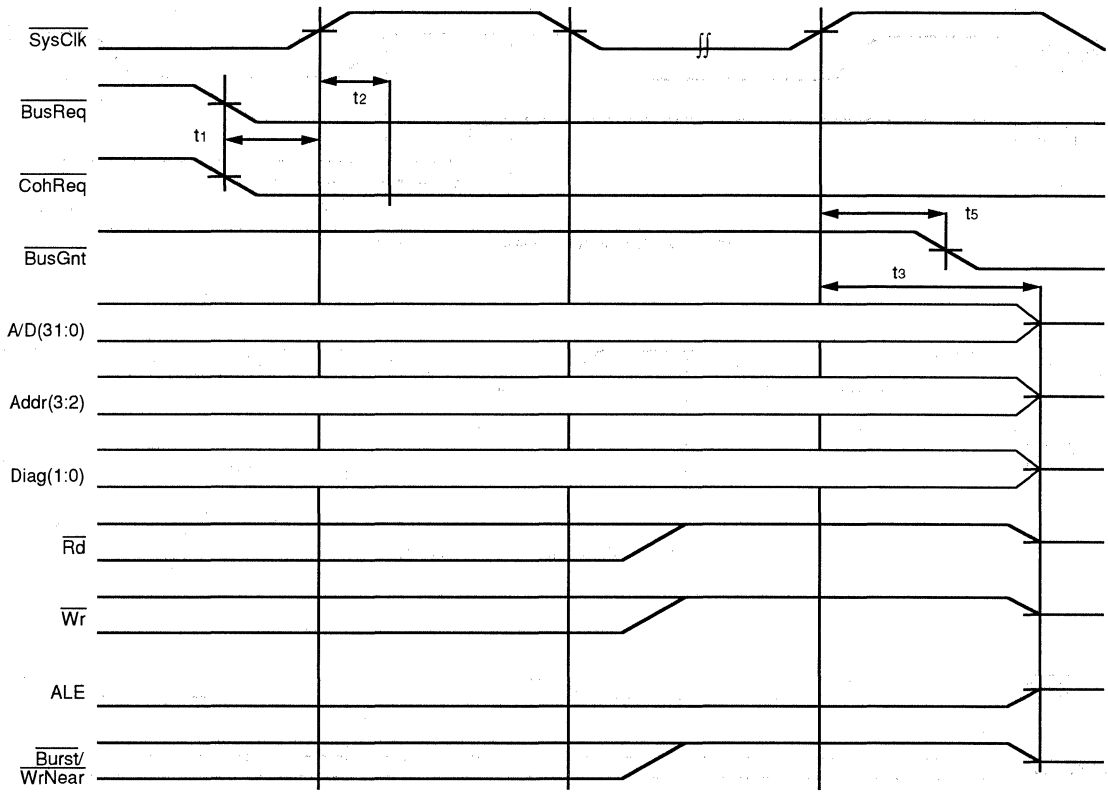 SysClk
t2
BusReq
t1
CohReq
t5
BusGnt
t3
A/D(31:0)
Addr(3:2)
Diag(1:0)
Rd
Wr
ALE
Burst/
WrNear